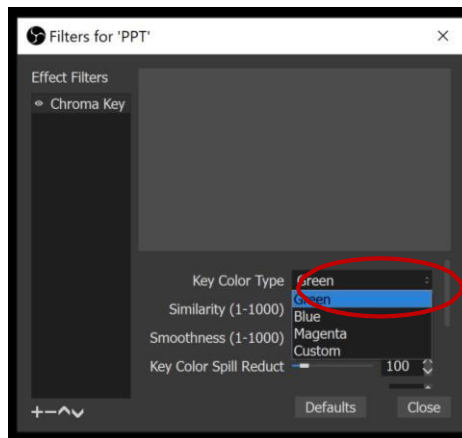 Filters for 'PPT'
Effect Filters
Chroma Key
Key Color Type Green
Green
Similarity (1-1000)
Blue
Smoothness (1-1000) Magenta
Custom
Key Color Spill Reduct 100
Defaults Close